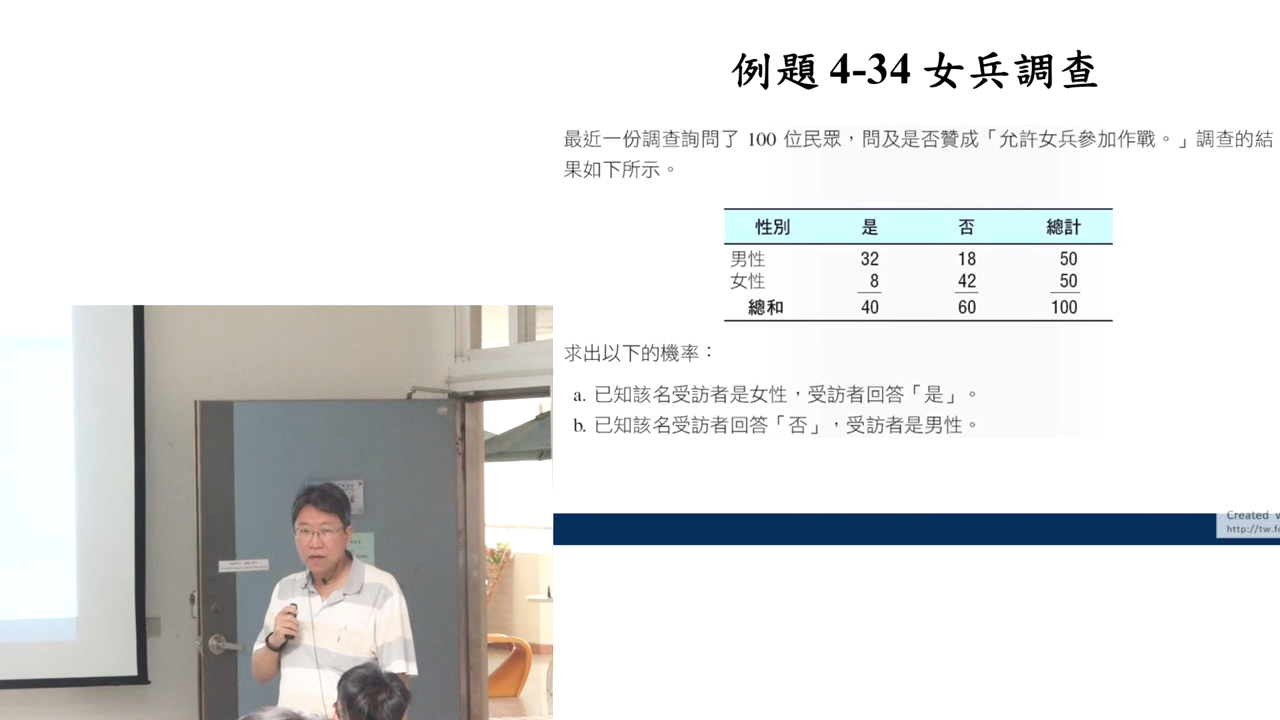 例題 4-34 女兵調查
最近一份調查詢問了 100 位民眾，問及是否贊成「允許女兵參加作戰。」調查的結
果如下所示。
性別 是 否 總計
男性 32 18 50
女性 8 42 50
總和 40 60 100
求出以下的機率：
a. 已知該名受訪者是女性，受訪者回答「是」。
b. 已知該名受訪者回答「否」，受訪者是男性。
Created w
http://tw.fo